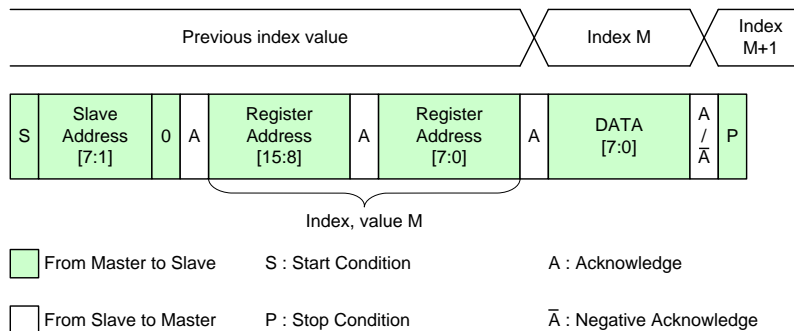 Previous index value
Index M
Index
M+1
S
Slave
Address
[7:1]
0
A
Register
Address
[15:8]
A
Register
Address
[7:0]
A
DATA
[7:0]
A
/
A̅
P
Index, value M
From Master to Slave
S : Start Condition
A : Acknowledge
From Slave to Master
P : Stop Condition
A̅ : Negative Acknowledge